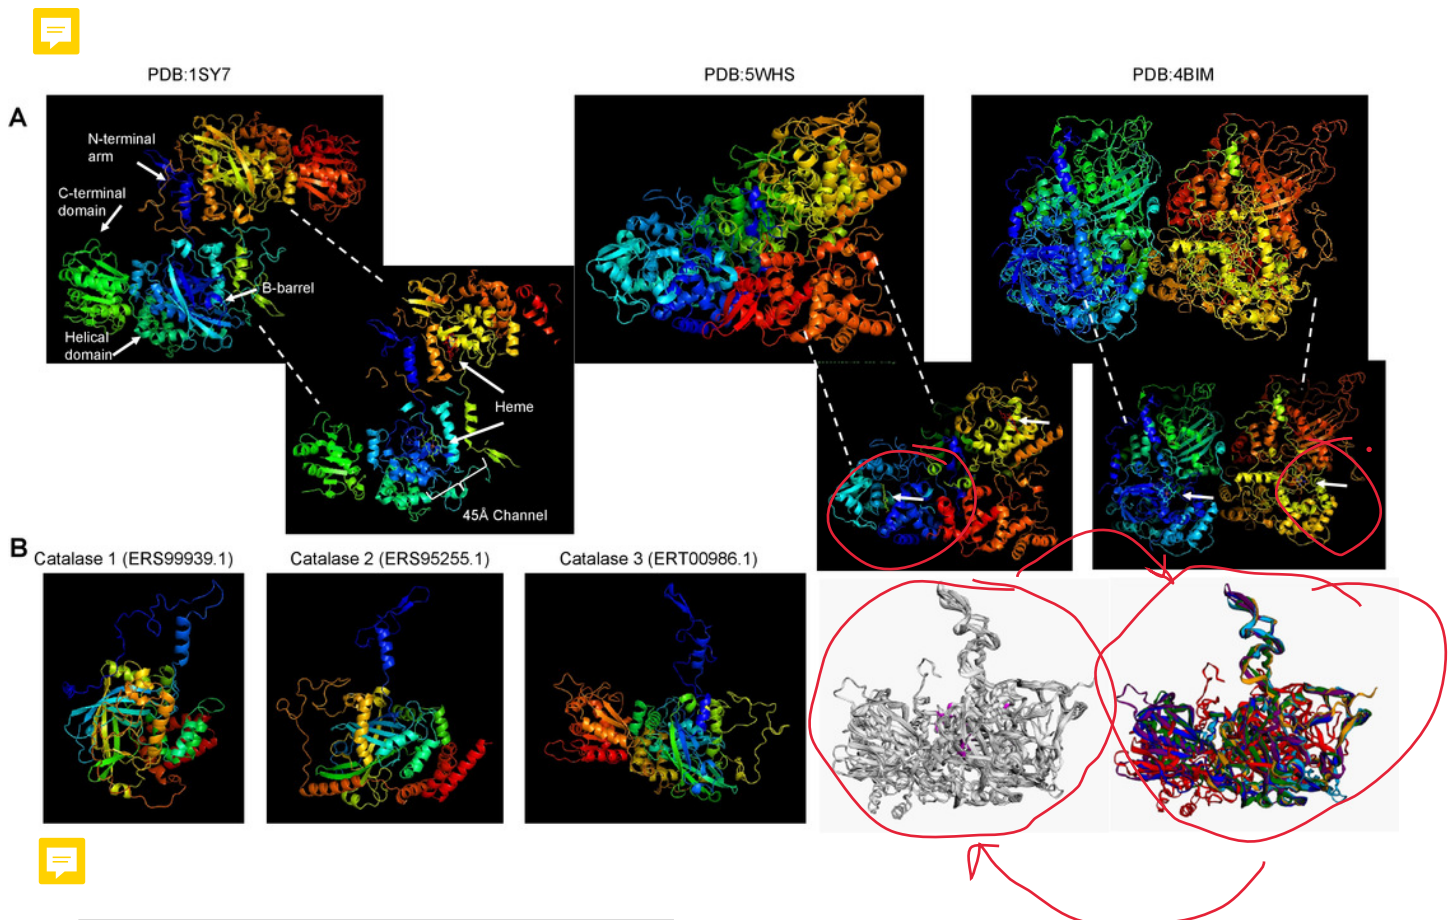 PDB:1SY7
PDB:5WHS
PDB:4BIM
A
N-terminal
arm
C-terminal
domain
B-barrel
Helical
domain
Heme
45Å Channel
B
Catalase 1 (ERS99939.1)
Catalase 2 (ERS95255.1)
Catalase 3 (ERT00986.1)